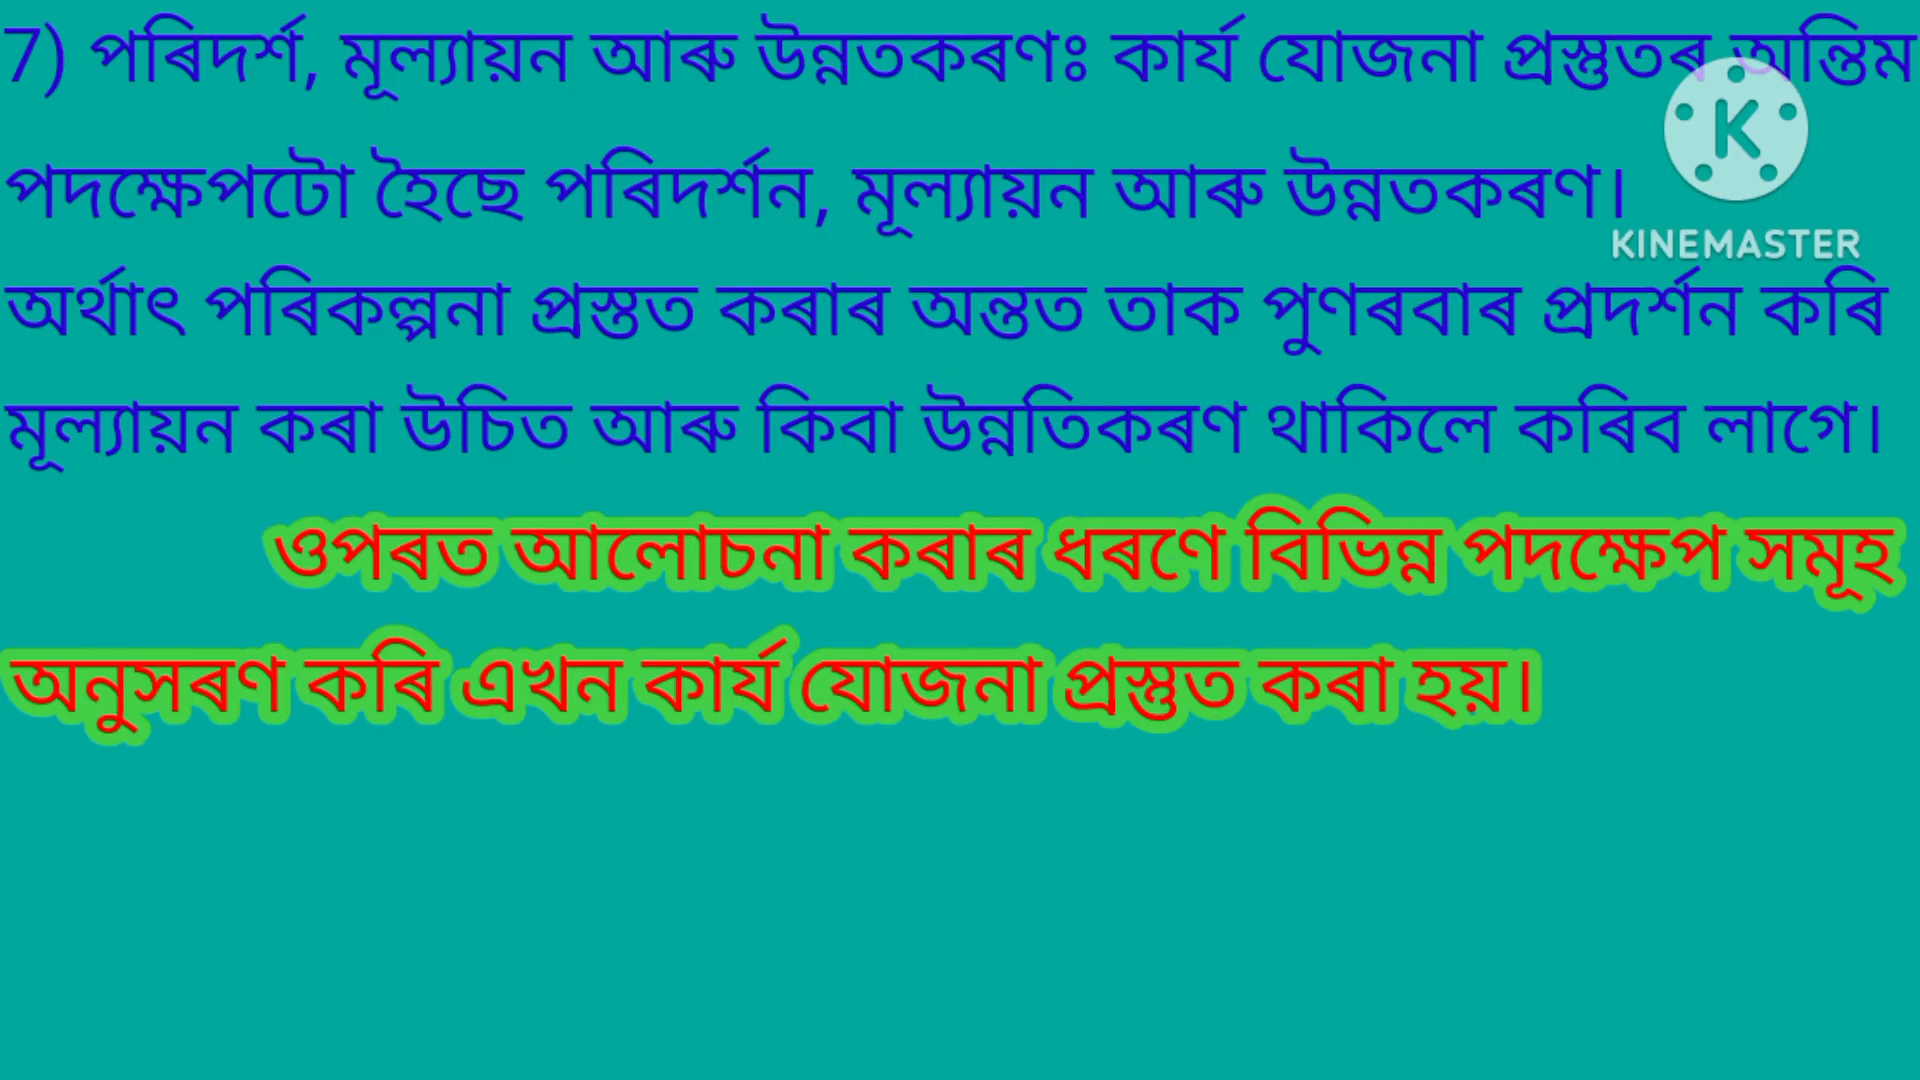 7) পৰিদৰ্শ, মূল্যায়ন আৰু উন্নতকৰণঃ কাৰ্য যোজনা প্ৰস্তুতৰ অন্তিম
পদক্ষেপটো হৈছে পৰিদৰ্শন, মূল্যায়ন আৰু উন্নতকৰণ।
KINEMASTER
অৰ্থাৎ পৰিকল্পনা প্ৰস্তত কৰাৰ অন্তত তাক পুণৰবাৰ প্ৰদৰ্শন কৰি
মূল্যায়ন কৰা উচিত আৰু কিবা উন্নতিকৰণ থাকিলে কৰিব লাগে।
ওপৰত আলোচনা কৰাৰ ধৰণে বিভিন্ন পদক্ষেপ সমূহ
অনুসৰণ কৰি এখন কাৰ্য যোজনা প্ৰস্তুত কৰা হয়।